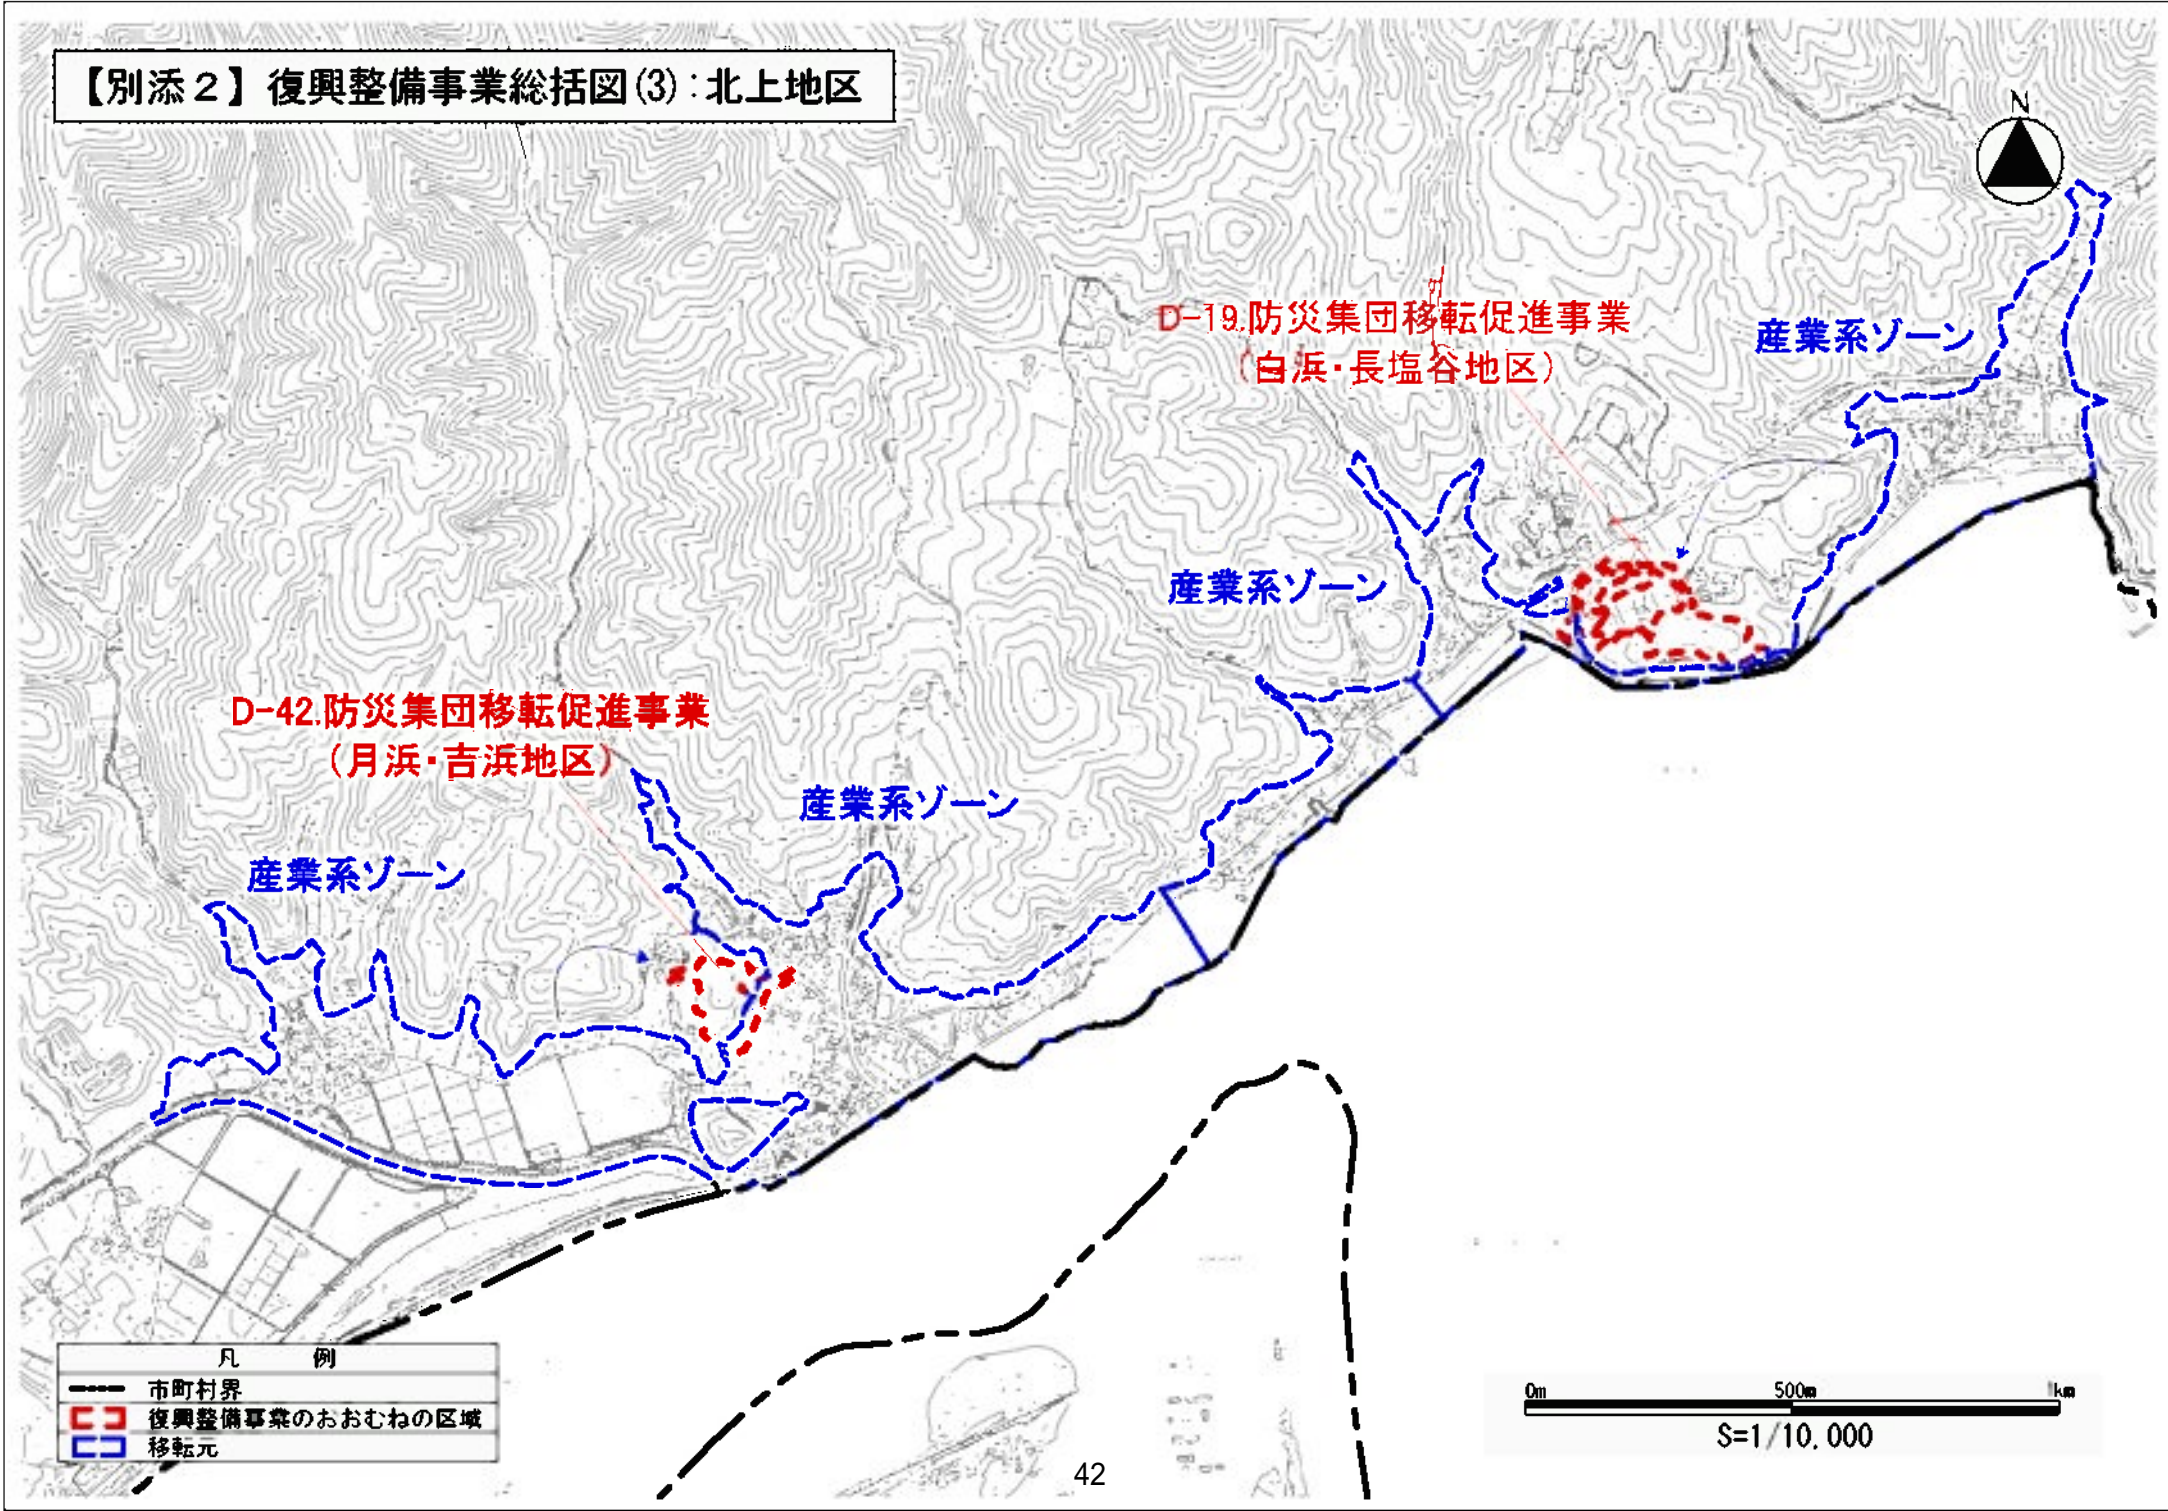 【別添２】復興整備事業総括図(3):北上地区
N
D-19.防災集団移転促進事業
（白浜・長塩谷地区）
産業系ゾーン
産業系ゾーン
D-42.防災集団移転促進事業
（月浜・吉浜地区）
産業系ゾーン
産業系ゾーン
凡 例
市町村界
復興整備事業のおおむねの区域
移転元
0m 500m 1km
S=1/10,000
42